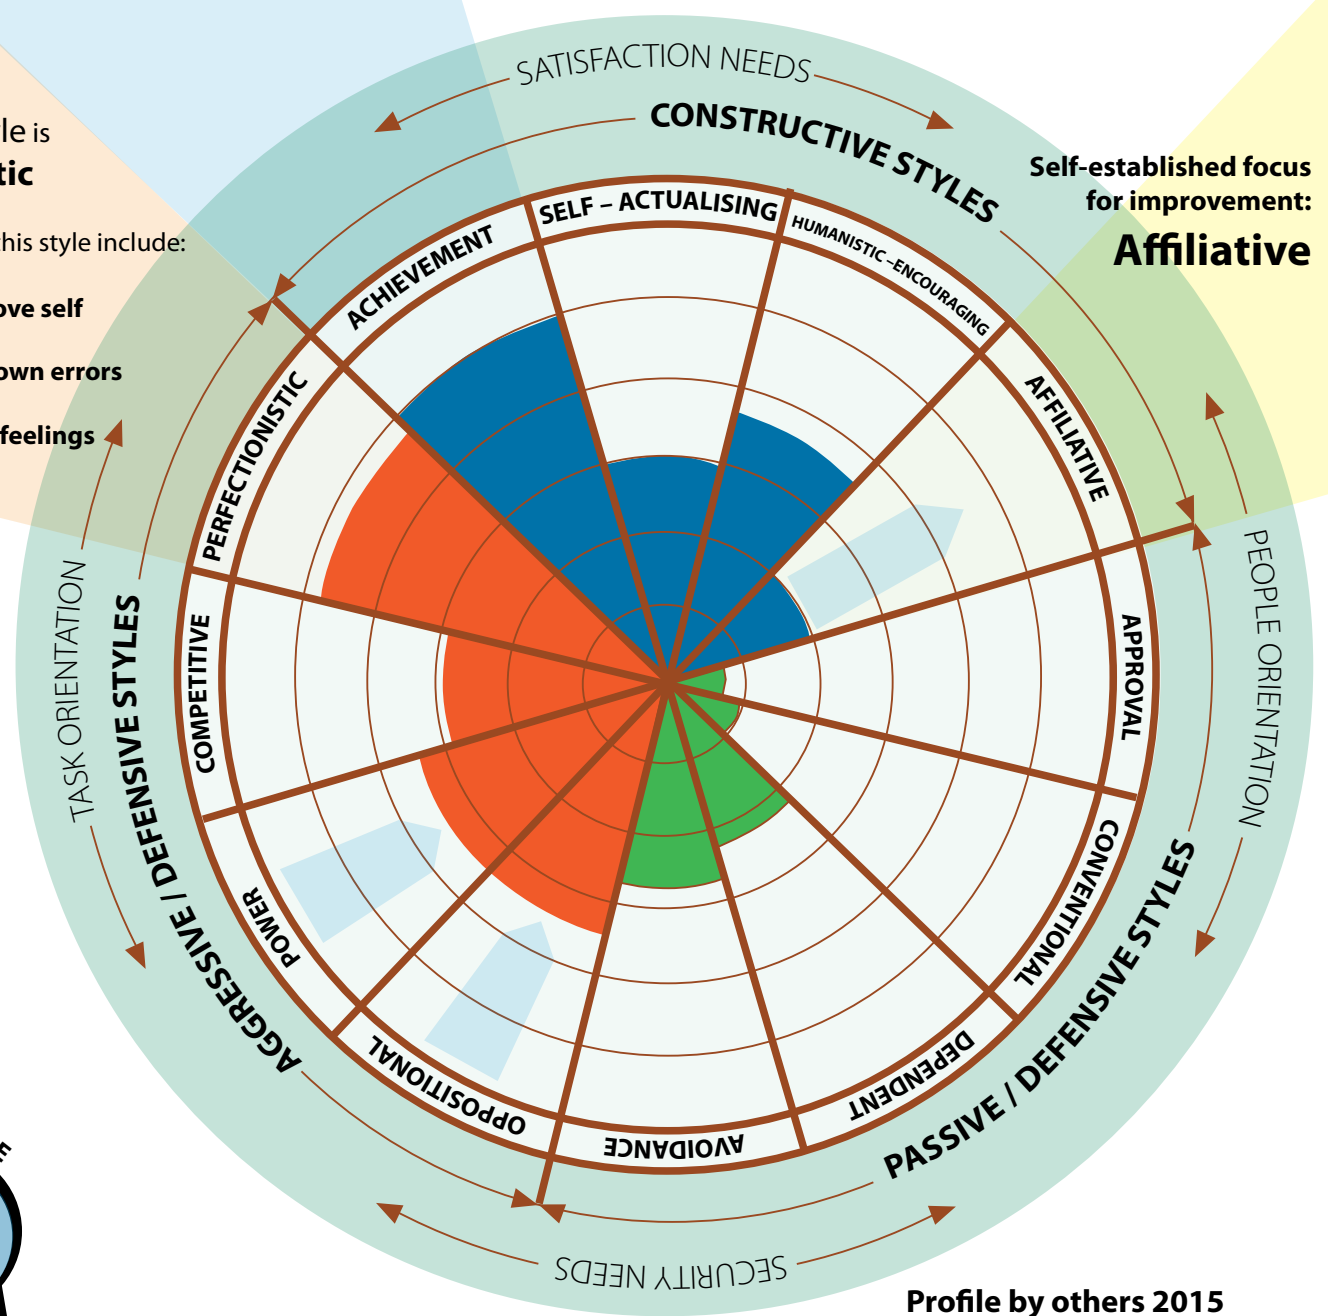 SATISFACTION NEEDS
CONSTRUCTIVE STYLES
le is
tic
this style include:
ove self
own errors
feelings
Self-established focus
for improvement:
Affiliative
SELF – ACTUALISING
HUMANISTIC –ENCOURAGING
AFFILIATIVE
APPROVAL
CONVENTIONAL
DEPENDENT
AVOIDANCE
OPPOSITIONAL
POWER
COMPETITIVE
PERFECTIONISTIC
ACHIEVEMENT
PEOPLE ORIENTATION
PASSIVE / DEFENSIVE STYLES
SECURITY NEEDS
AGGRESSIVE / DEFENSIVE STYLES
TASK ORIENTATION
E
Profile by others 2015